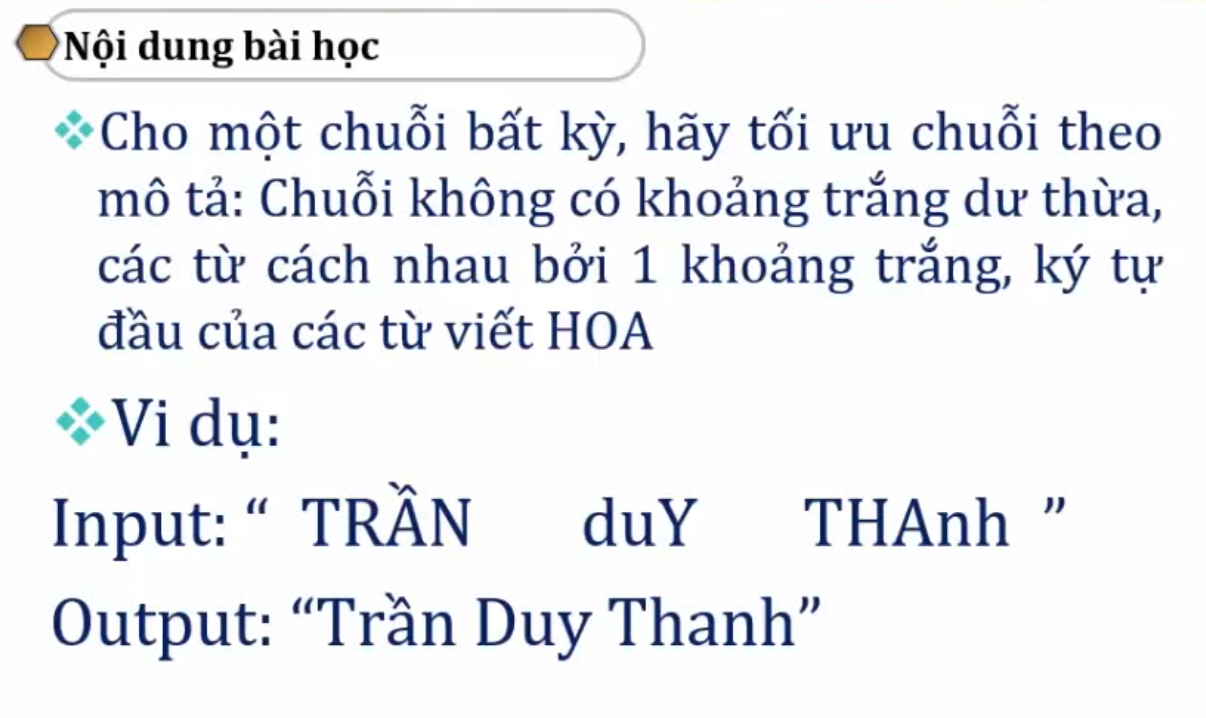 Nội dung bài học
❖Cho một chuỗi bất kỳ, hãy tối ưu chuỗi theo
mô tả: Chuỗi không có khoảng trắng dư thừa,
các từ cách nhau bởi 1 khoảng trắng, ký tự
đầu của các từ viết HOA
❖Vi dụ:
Input: “ TRẦN duY THAnh ”
Output: “Trần Duy Thanh”